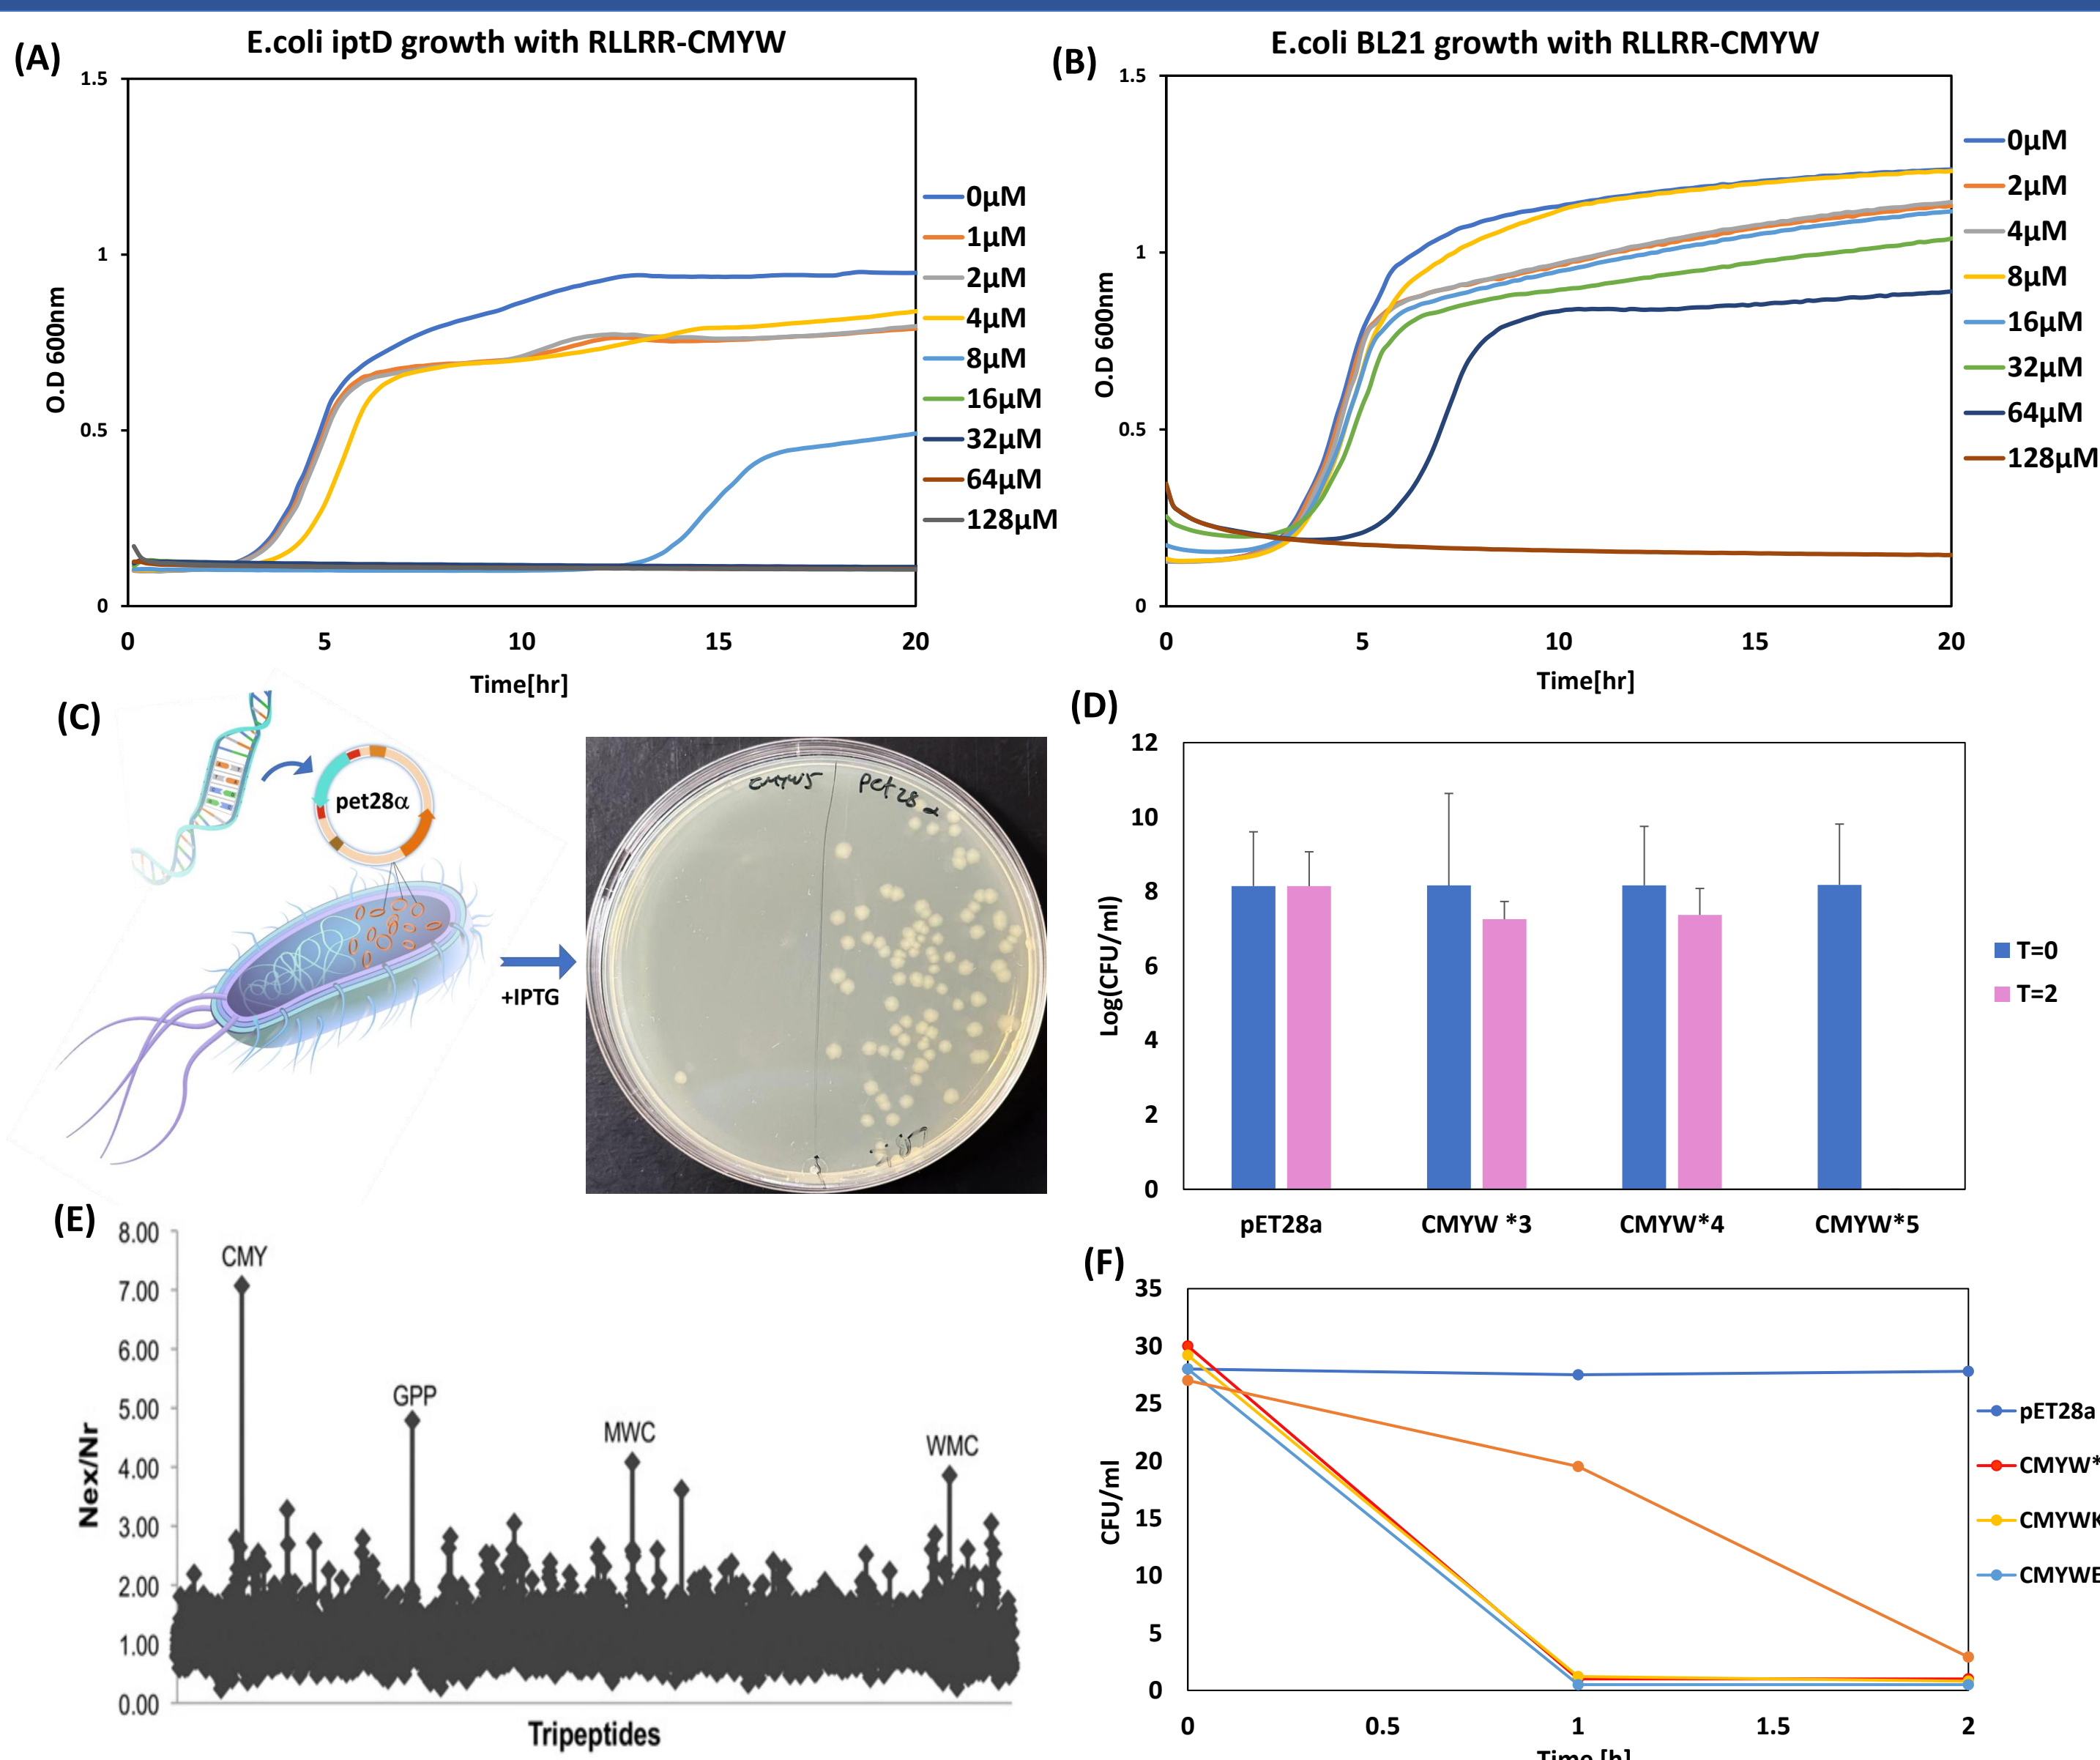 (A)
E.coli iptD growth with RLLRR-CMYW
1.5
1
0.5
0
O.D 600nm
0 5 10 15 20
Time[hr]
0µM
1µM
2µM
4µM
8µM
16µM
32µM
64µM
128µM
(B)
E.coli BL21 growth with RLLRR-CMYW
1.5
1
0.5
0
O.D 600nm
0 5 10 15 20
Time[hr]
0µM
2µM
4µM
8µM
16µM
32µM
64µM
128µM
(C)
pet28α
+IPTG
CMYW5
Pet28α
(D)
12
10
8
6
4
2
0
Log(CFU/ml)
pET28a CMYW *3 CMYW*4 CMYW*5
T=0
T=2
(E)
8.00
7.00
6.00
5.00
4.00
3.00
2.00
1.00
0.00
Nex/Nr
CMY
GPP
MWC
WMC
Tripeptides
(F)
35
30
25
20
15
10
5
0
CFU/ml
0 0.5 1 1.5 2
Time [h]
pET28a
CMYW*
CMYWK
CMYWE